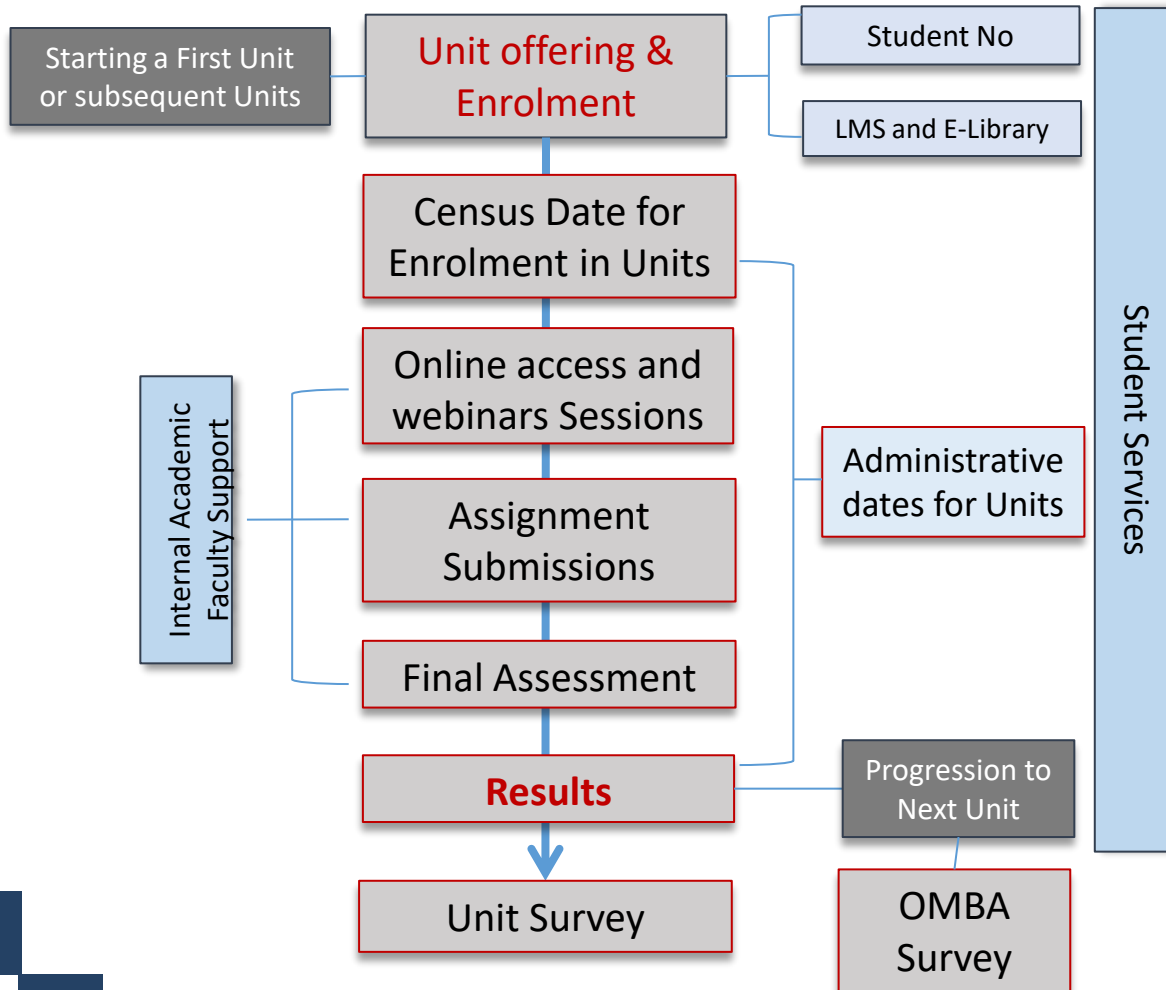 Starting a First Unit
or subsequent Units
Unit offering &
Enrolment
Student No
LMS and E-Library
Census Date for
Enrolment in Units
Online access and
webinars Sessions
Internal Academic
Faculty Support
Assignment
Submissions
Administrative
dates for Units
Student Services
Final Assessment
Results
Progression to
Next Unit
Unit Survey
OMBA
Survey